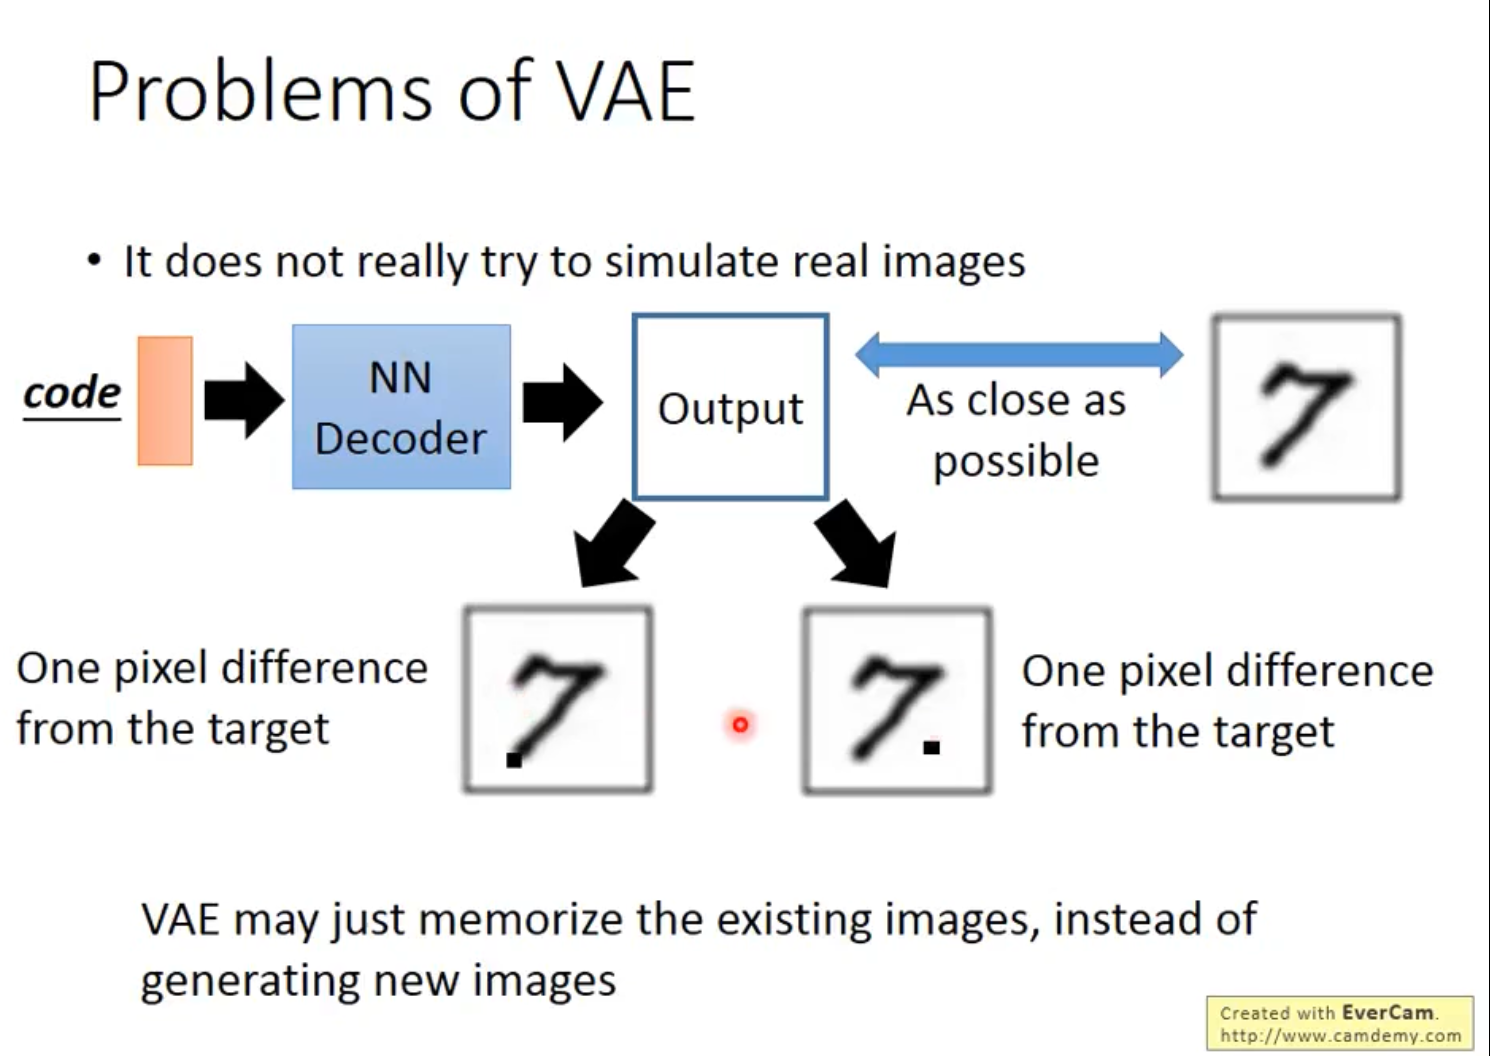 Problems of VAE
• It does not really try to simulate real images
code
NN
Decoder
Output
As close as
possible
One pixel difference
from the target
One pixel difference
from the target
VAE may just memorize the existing images, instead of
generating new images
Created with EverCam.
http://www.camdemy.com